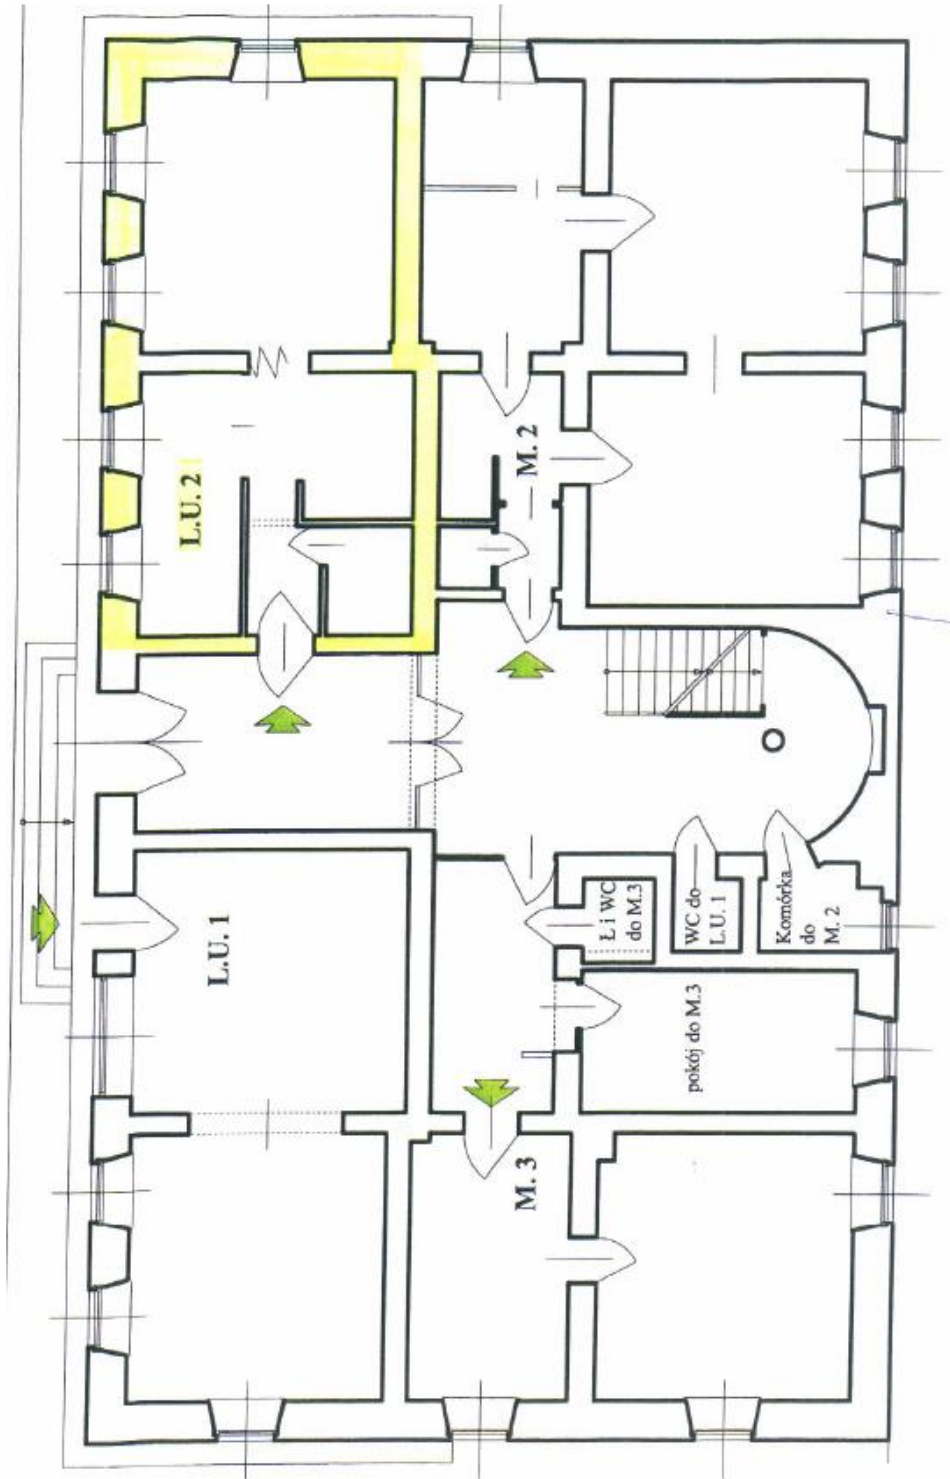 L.U. 2
M. 2
L.U. 1
Ł i WC
do M.3
WC do
L.U. 1
Komórka
do
M. 2
pokój do M.3
M. 3